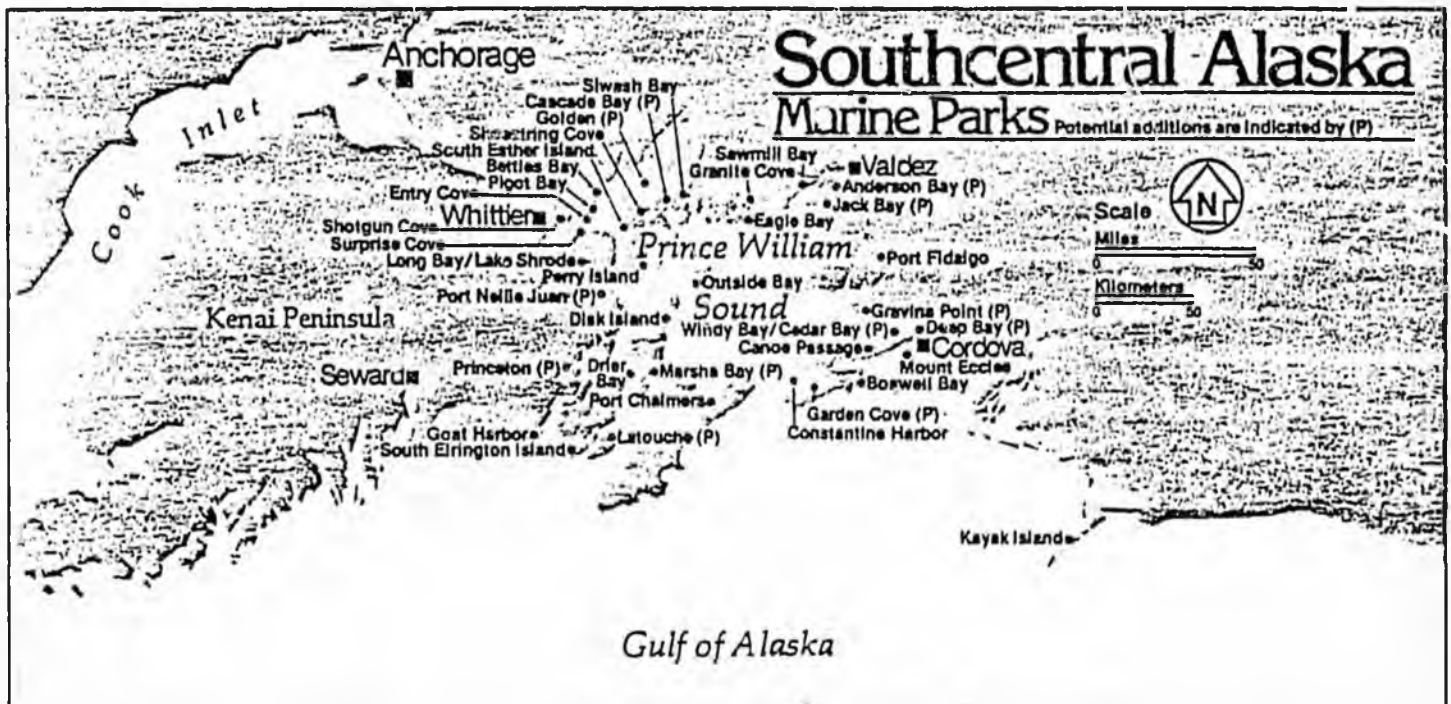 Southcentral Alaska
Marine Parks Potential additions are indicated by (P)
Anchorage
Cook Inlet
Siwash Bay
Cascade Bay (P)
Golden (P)
Shoestring Cove
South Esther Island
Bettles Bay
Pigot Bay
Entry Cove
Whittier
Shotgun Cove
Surprise Cove
Long Bay/Lake Shrode
Perry Island
Port Nellie Juan (P)
Kenai Peninsula
Disk Island
Seward
Princeton (P)
Drier
Bay
Marsha Bay (P)
Port Chalmers
Goat Harbor
South Elrington Island
Latouche (P)
Sawmill Bay
Granite Cove
Valdez
Anderson Bay (P)
Jack Bay (P)
Eagle Bay
Prince William
Sound
Port Fidalgo
Outside Bay
Gravina Point (P)
Windy Bay/Cedar Bay (P)
Deep Bay (P)
Canoe Passage
Cordova
Mount Eccles
Boswell Bay
Garden Cove (P)
Constantine Harbor
Kayak Island
Gulf of Alaska
N
Scale
Miles
0 50
Kilometers
0 50